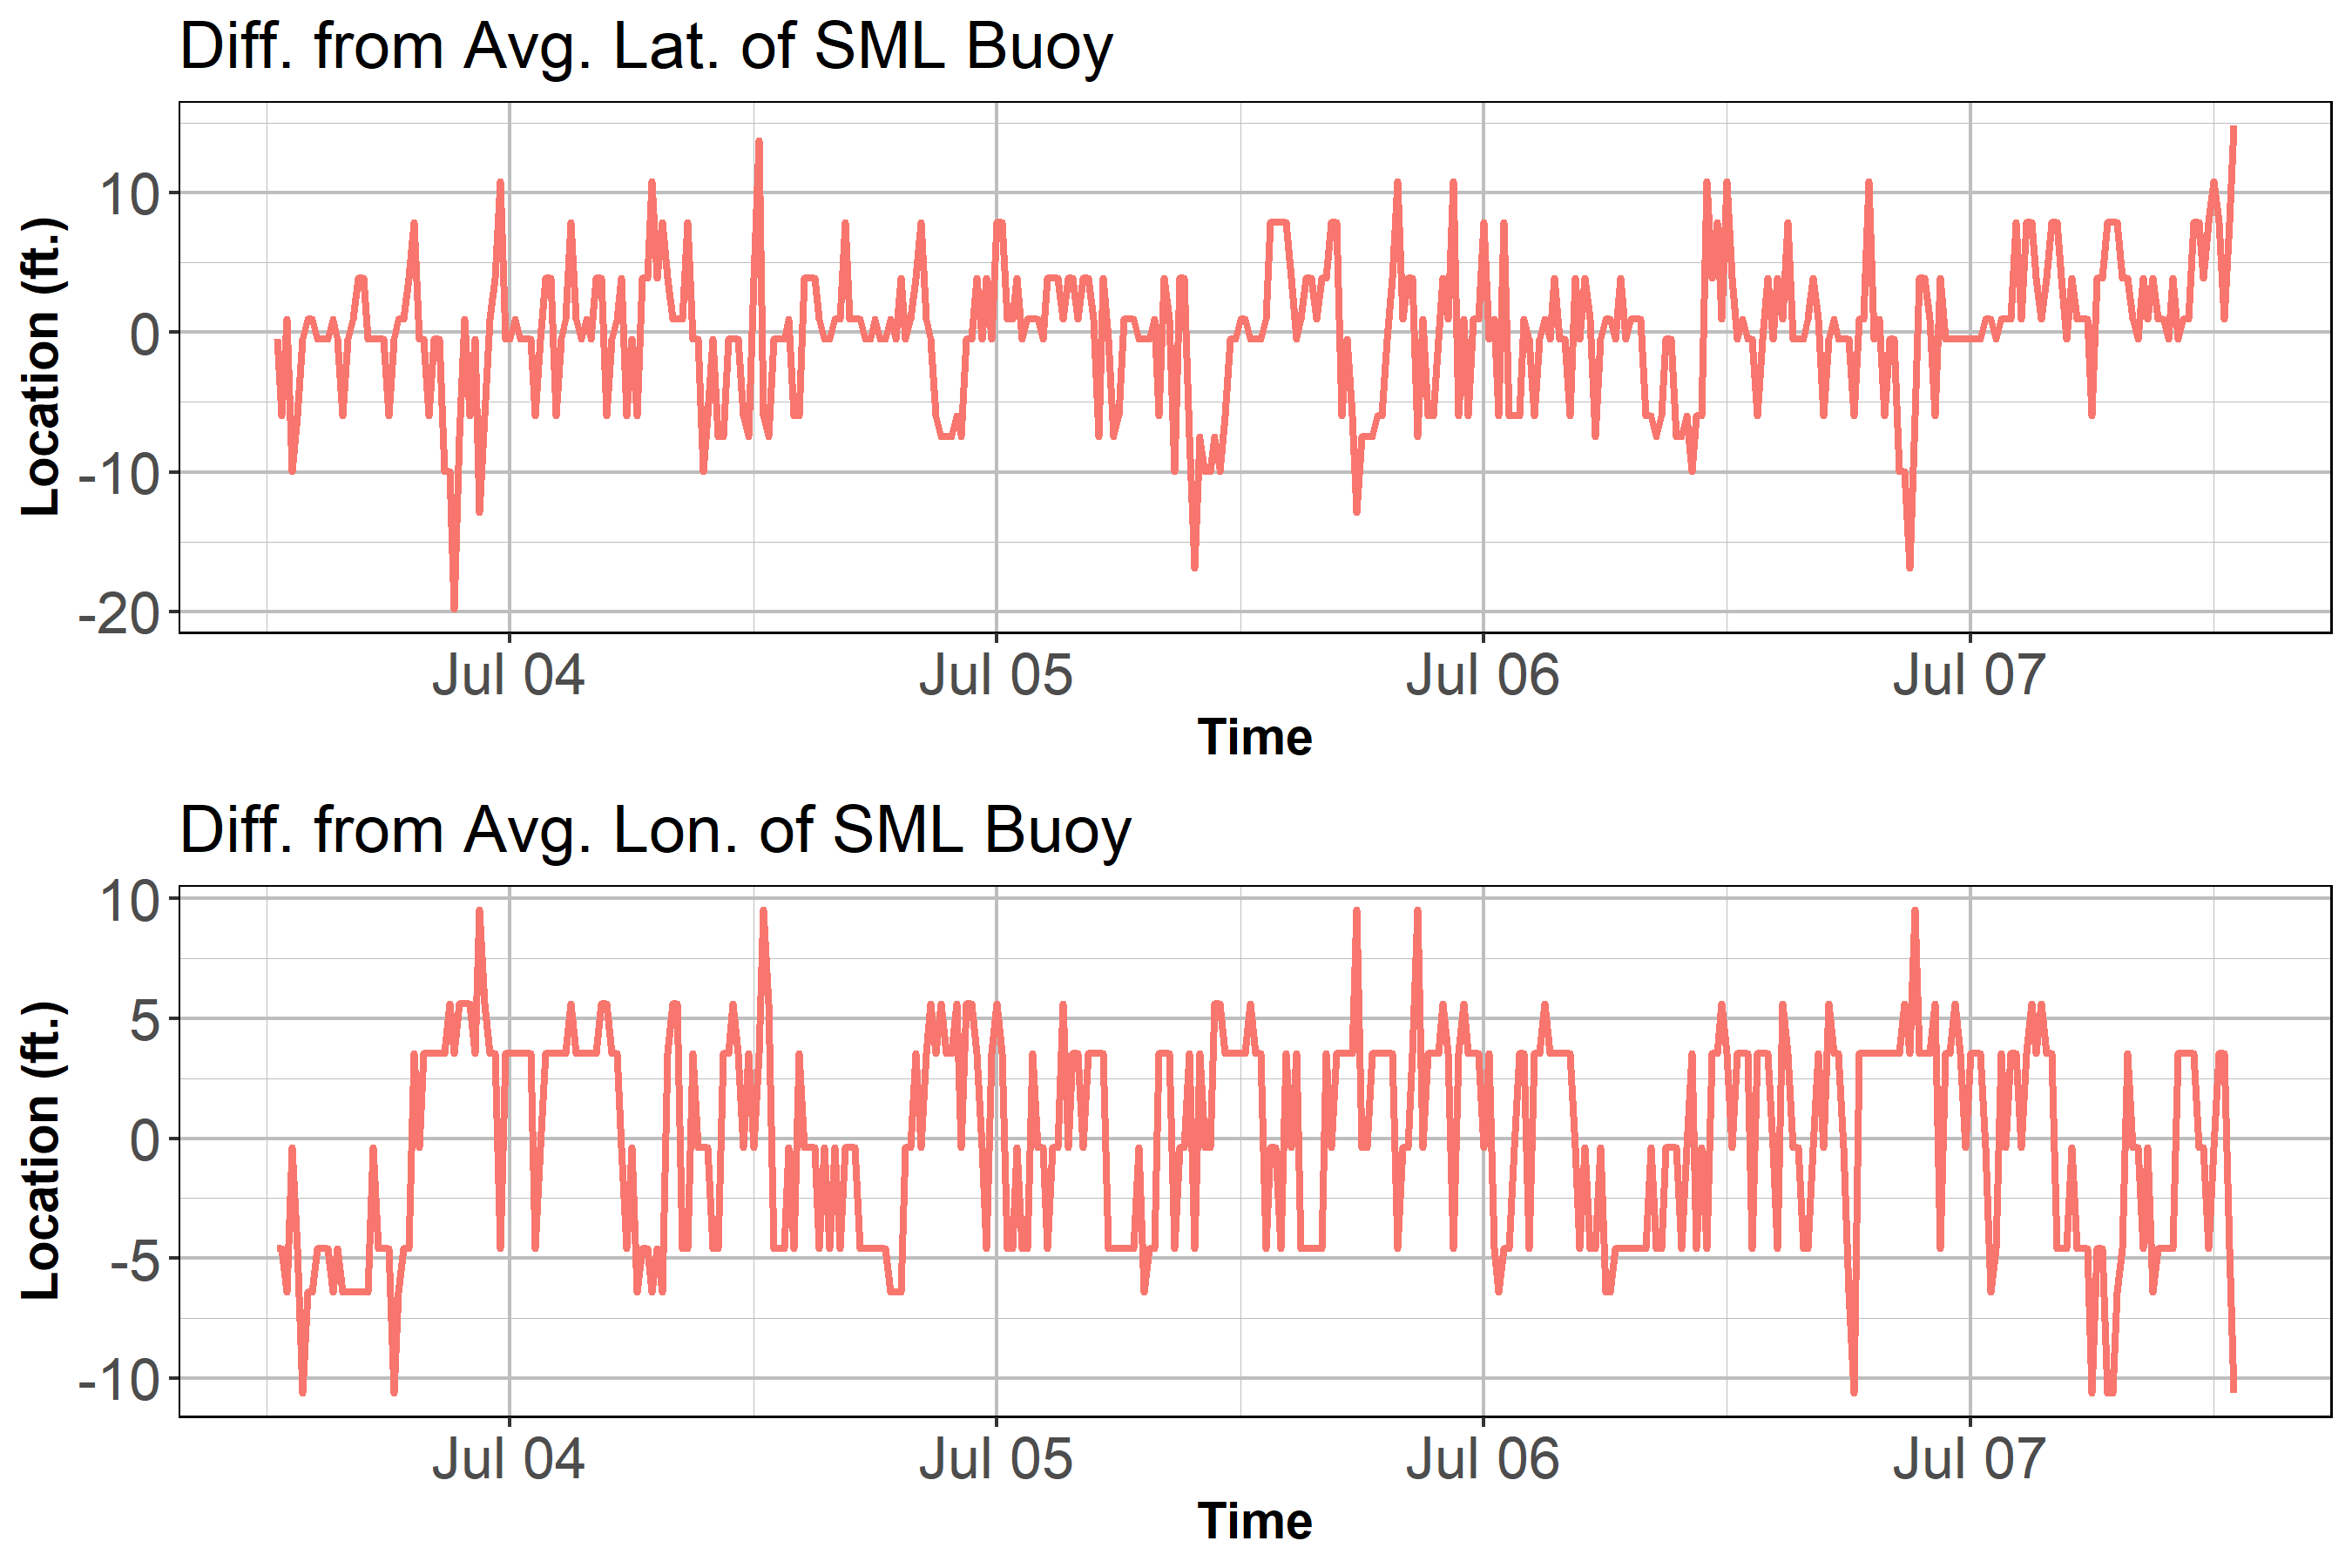 Diff. from Avg. Lat. of SML Buoy
Location (ft.)
10
0
-10
-20
Jul 04 Jul 05 Jul 06 Jul 07
Time
Diff. from Avg. Lon. of SML Buoy
Location (ft.)
10
5
0
-5
-10
Jul 04 Jul 05 Jul 06 Jul 07
Time